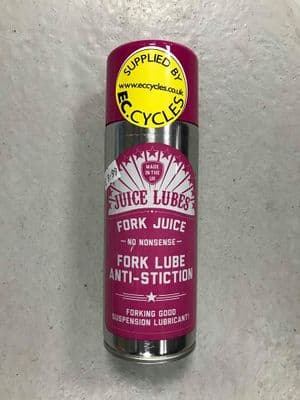 SUPPLIED BY
www.eccycles.co.uk
EC.CYCLES
MADE
IN THE
UK
JUICE LUBES
FORK JUICE
NO NONSENSE
FORK LUBE
ANTI-STICTION
FORKING GOOD
SUSPENSION LUBRICANT!